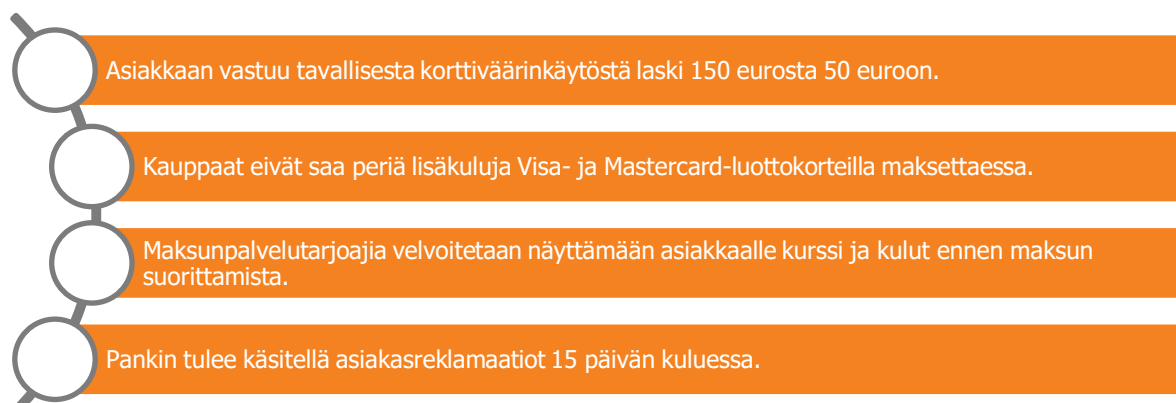 Asiakkaan vastuu tavallisesta korttiväärinkäytöstä laski 150 eurosta 50 euroon.
Kauppaat eivät saa periä lisäkuluja Visa- ja Mastercard-luottokorteilla maksettaessa.
Maksunpalvelutarjoajia velvoitetaan näyttämään asiakkaalle kurssi ja kulut ennen maksun
suorittamista.
Pankin tulee käsitellä asiakasreklamaatiot 15 päivän kuluessa.